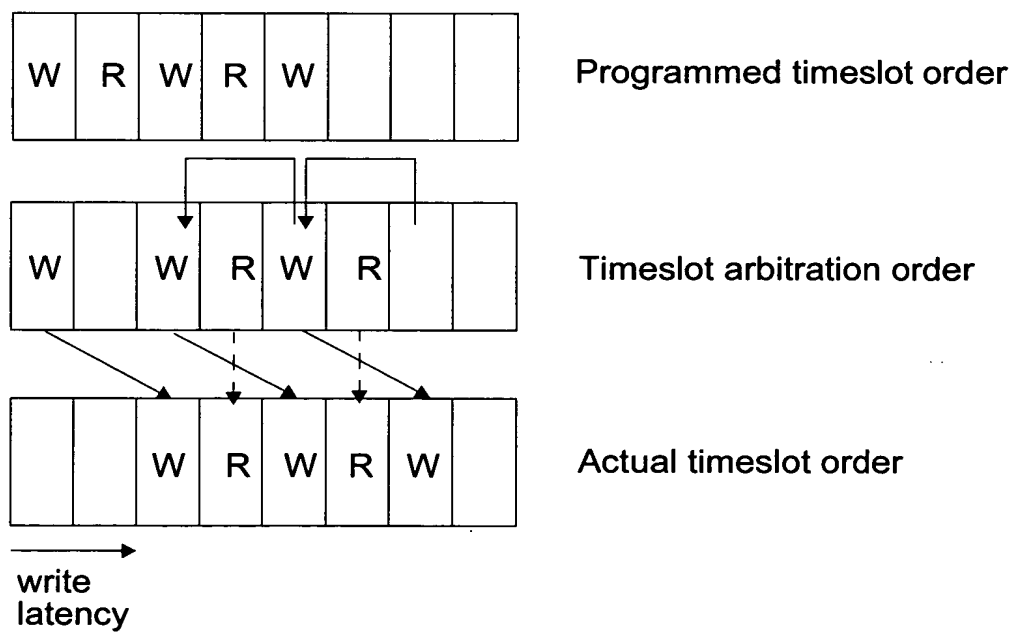 W R W R W Programmed timeslot order
W W R W R Timeslot arbitration order
W R W R W Actual timeslot order
write
latency